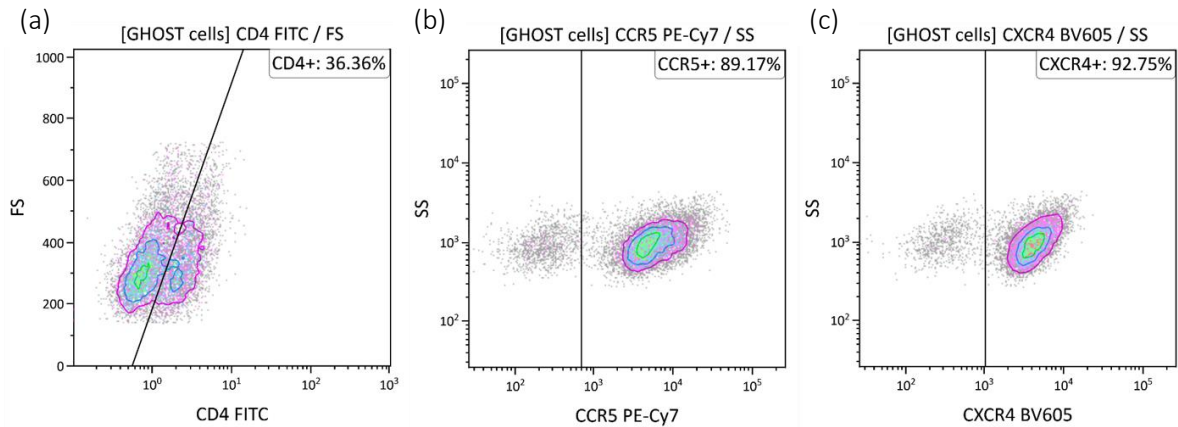 (a)
[GHOST cells] CD4 FITC / FS
CD4+: 36.36%
1000
800
600
400
200
0
FS
10⁰
10¹
10²
10³
CD4 FITC
(b)
[GHOST cells] CCR5 PE-Cy7 / SS
CCR5+: 89.17%
10⁵
10⁴
10³
10²
SS
10²
10³
10⁴
10⁵
CCR5 PE-Cy7
(c)
[GHOST cells] CXCR4 BV605 / SS
CXCR4+: 92.75%
10⁵
10⁴
10³
10²
SS
10²
10³
10⁴
10⁵
CXCR4 BV605